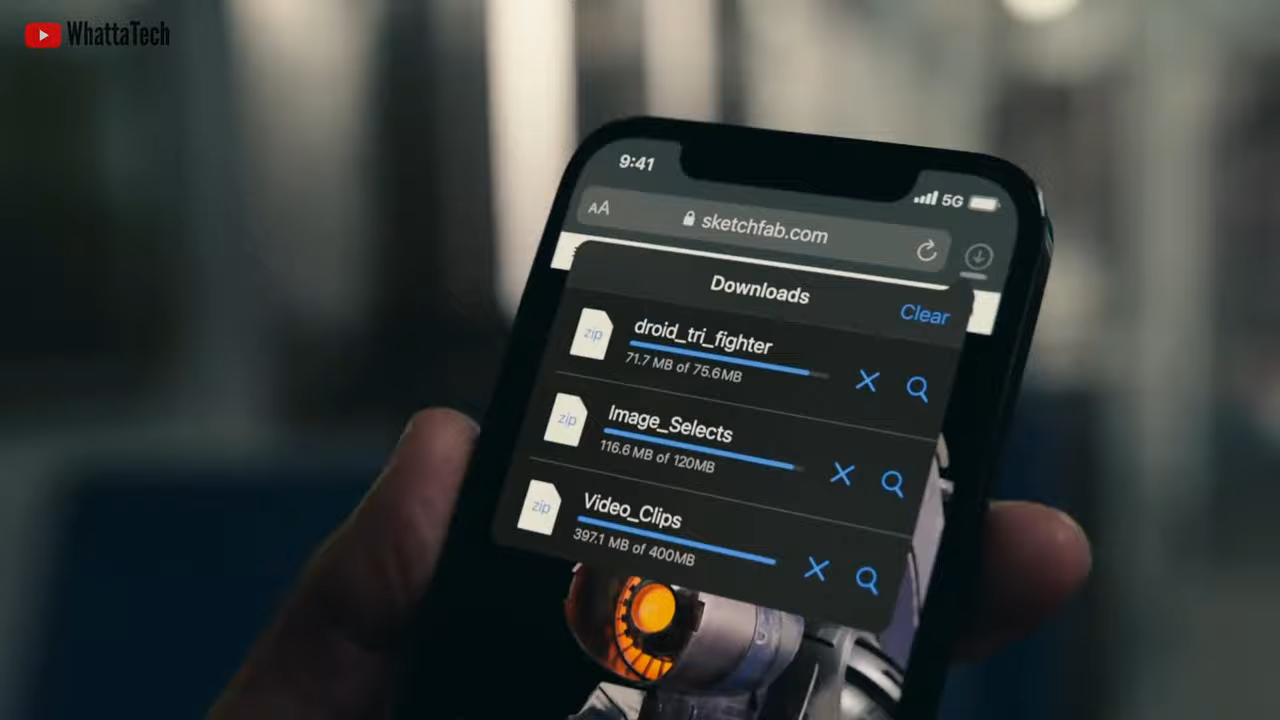 WhattaTech
9:41
5G
AA
sketchfab.com
Downloads
Clear
zip
droid_tri_fighter
71.7 MB of 75.6MB
zip
Image_Selects
116.6 MB of 120MB
zip
Video_Clips
397.1 MB of 400MB